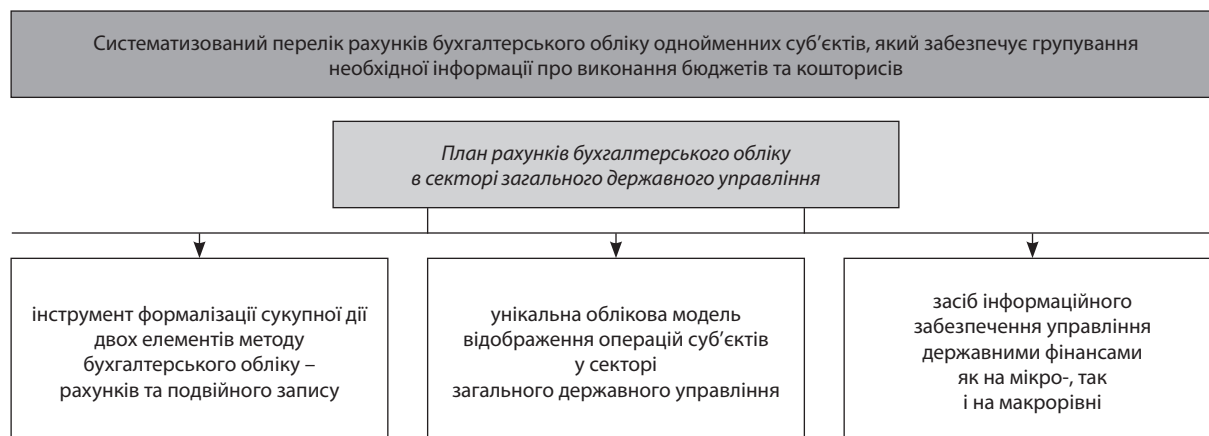 Систематизований перелік рахунків бухгалтерського обліку однойменних суб’єктів, який забезпечує групування
необхідної інформації про виконання бюджетів та кошторисів
План рахунків бухгалтерського обліку
в секторі загального державного управління
інструмент формалізації сукупної дії
двох елементів методу
бухгалтерського обліку –
рахунків та подвійного запису
унікальна облікова модель
відображення операцій суб’єктів
у секторі
загального державного управління
засіб інформаційного
забезпечення управління
державними фінансами
як на мікро-, так
і на макрорівні